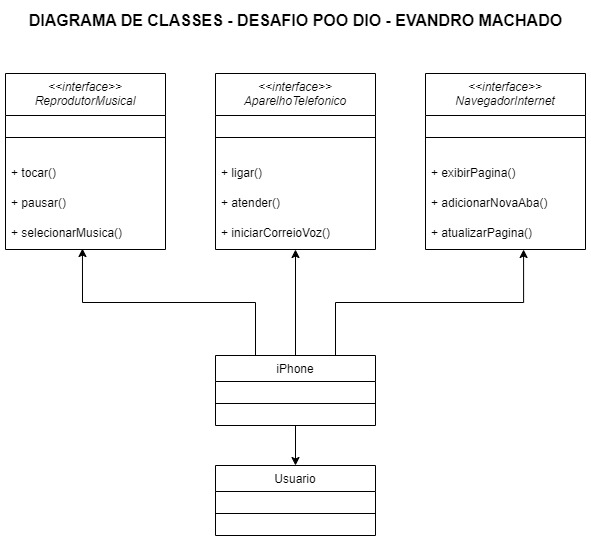 DIAGRAMA DE CLASSES - DESAFIO POO DIO - EVANDRO MACHADO
<<interface>>
ReprodutorMusical
+ tocar()
+ pausar()
+ selecionarMusica()
<<interface>>
AparelhoTelefonico
+ ligar()
+ atender()
+ iniciarCorreioVoz()
<<interface>>
NavegadorInternet
+ exibirPagina()
+ adicionarNovaAba()
+ atualizarPagina()
iPhone
Usuario